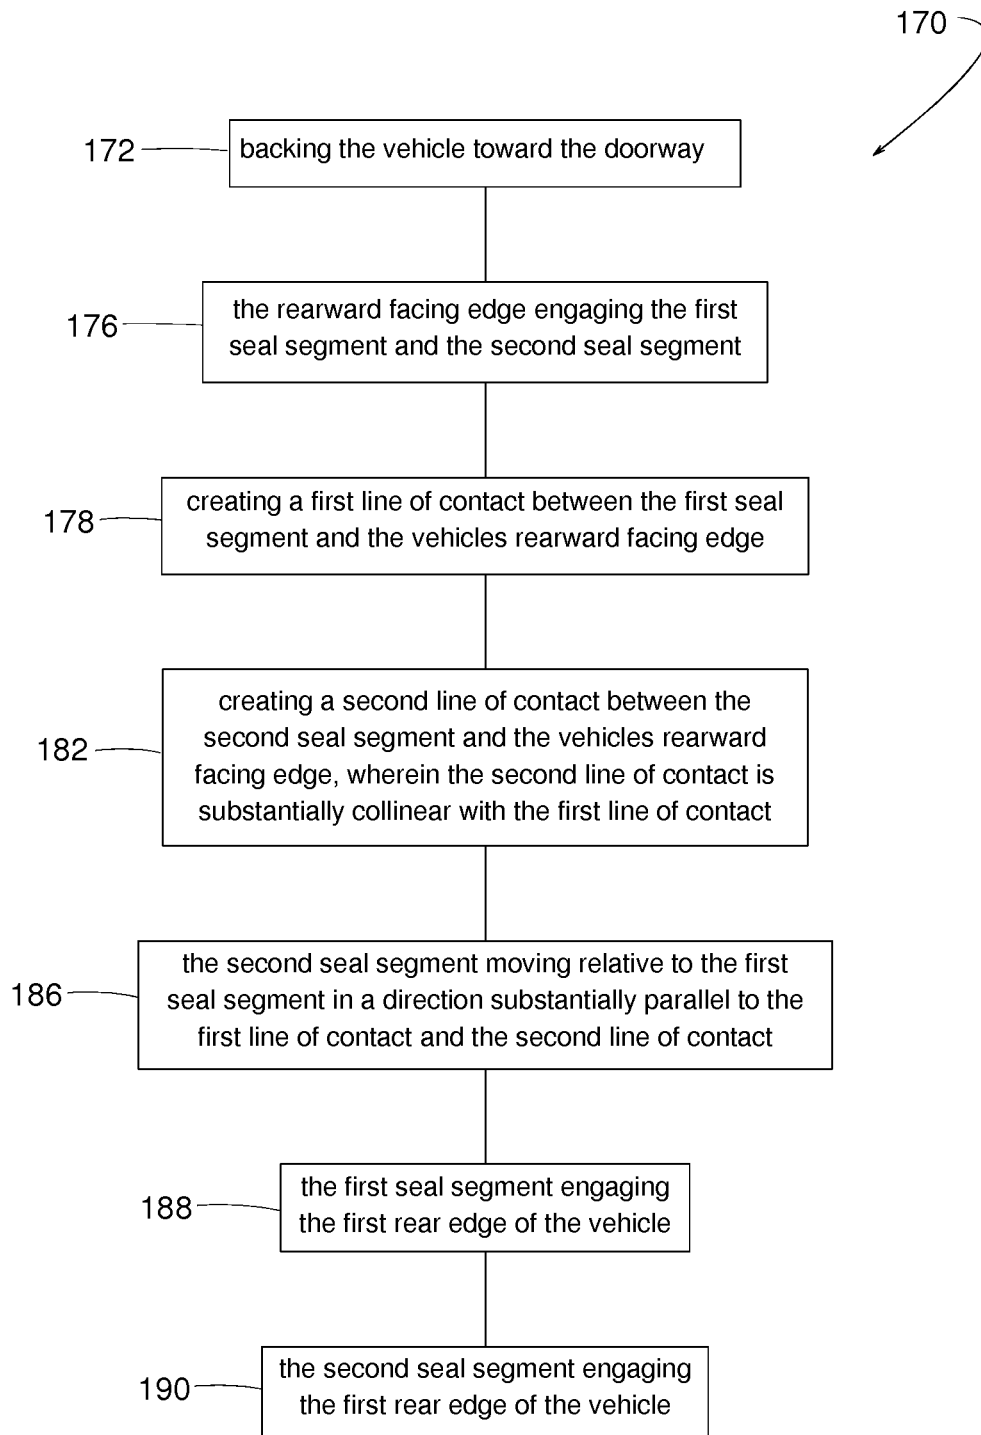 170
172
backing the vehicle toward the doorway
176
the rearward facing edge engaging the first
seal segment and the second seal segment
178
creating a first line of contact between the first seal
segment and the vehicles rearward facing edge
182
creating a second line of contact between the
second seal segment and the vehicles rearward
facing edge, wherein the second line of contact is
substantially collinear with the first line of contact
186
the second seal segment moving relative to the first
seal segment in a direction substantially parallel to the
first line of contact and the second line of contact
188
the first seal segment engaging
the first rear edge of the vehicle
190
the second seal segment engaging
the first rear edge of the vehicle